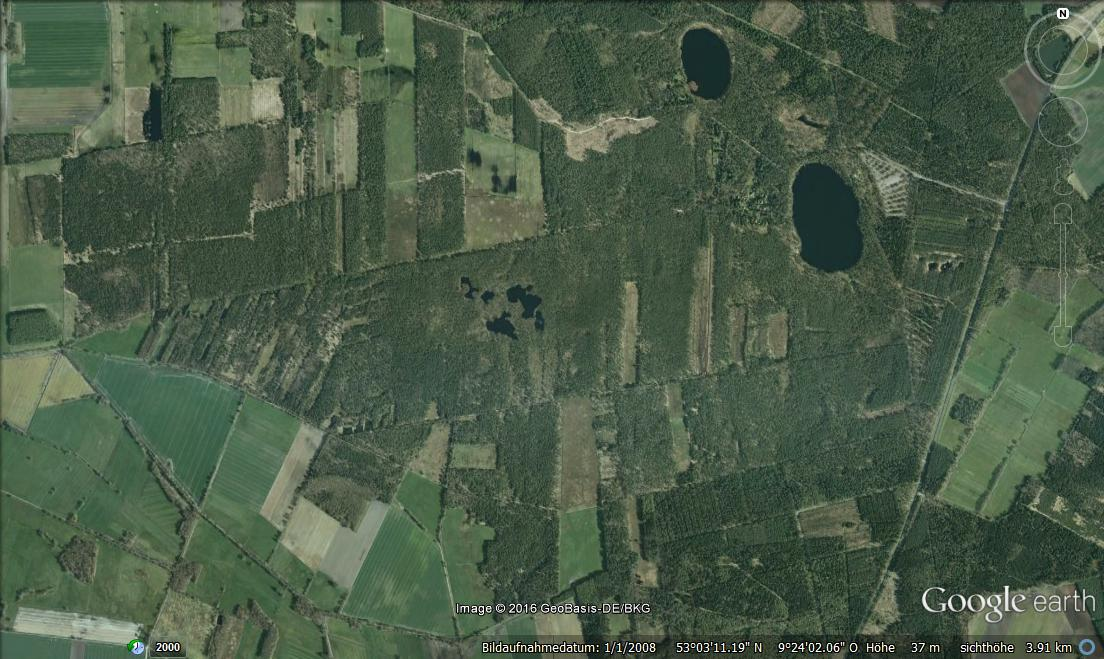 N
Image © 2016 GeoBasis-DE/BKG
Google earth
2000
Bildaufnahmedatum: 1/1/2008 53°03'11.19" N 9°24'02.06" O Höhe 37 m sichthöhe 3.91 km